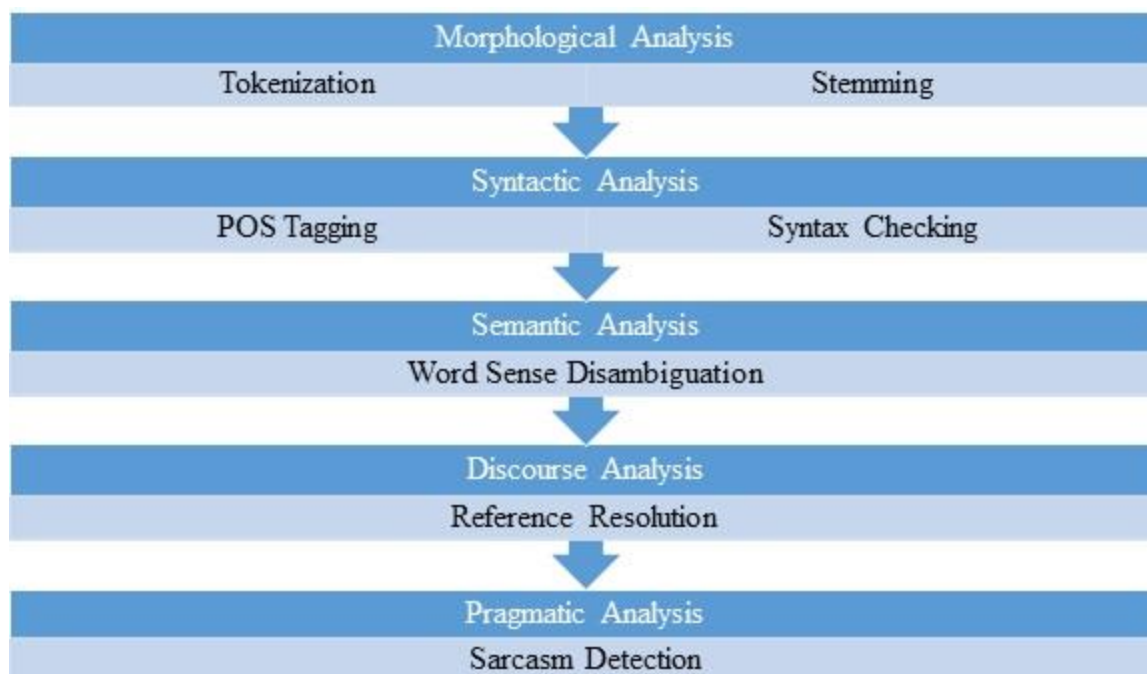 Morphological Analysis
Tokenization Stemming
Syntactic Analysis
POS Tagging Syntax Checking
Semantic Analysis
Word Sense Disambiguation
Discourse Analysis
Reference Resolution
Pragmatic Analysis
Sarcasm Detection